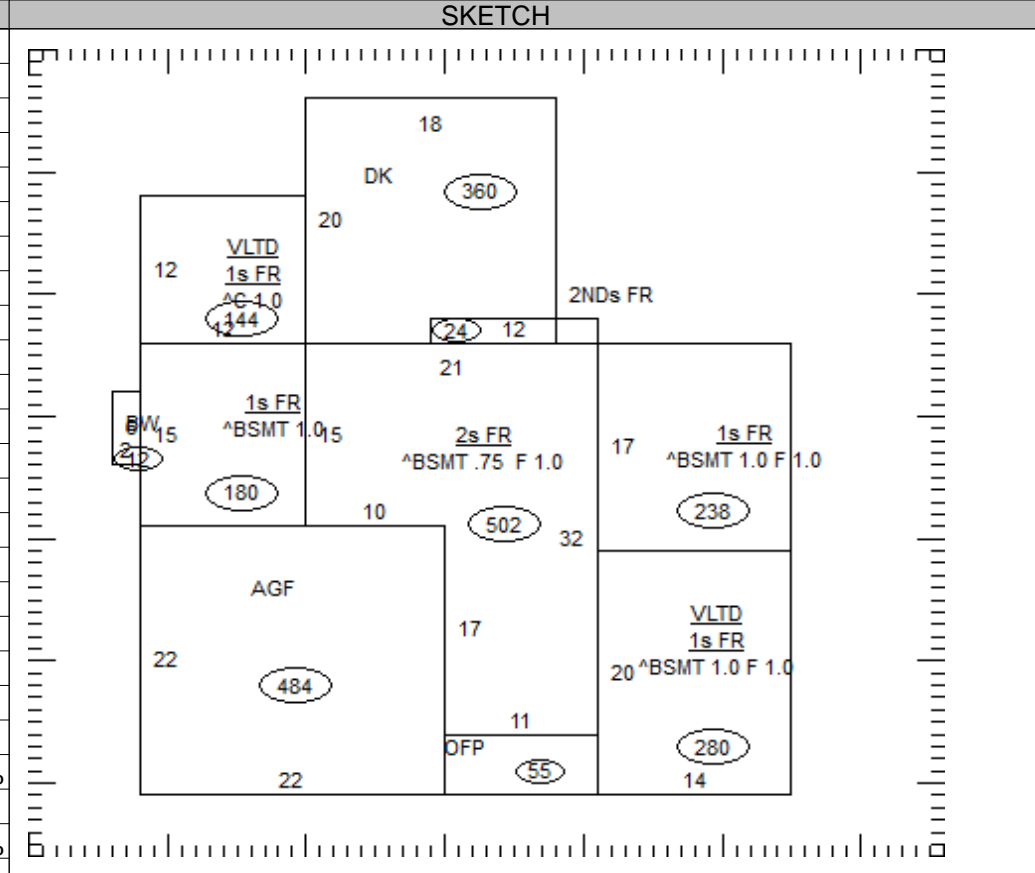 SKETCH
18
DK
360
20
VLTD
1s FR
^C 1.0
12
144
12
2NDs FR
24
12
21
1s FR
^BSMT 1.0
15
180
15
2s FR
^BSMT .75 F 1.0
17
1s FR
^BSMT 1.0 F 1.0
238
2
12
10
502
32
AGF
22
484
22
17
11
OFP
55
VLTD
1s FR
20
^BSMT 1.0 F 1.0
280
14